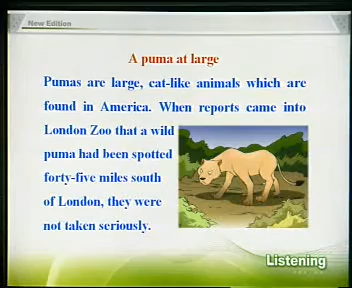 New Edition
A puma at large
Pumas are large, cat-like animals which are
found in America. When reports came into
London Zoo that a wild
puma had been spotted
forty-five miles south
of London, they were
not taken seriously.
Listening